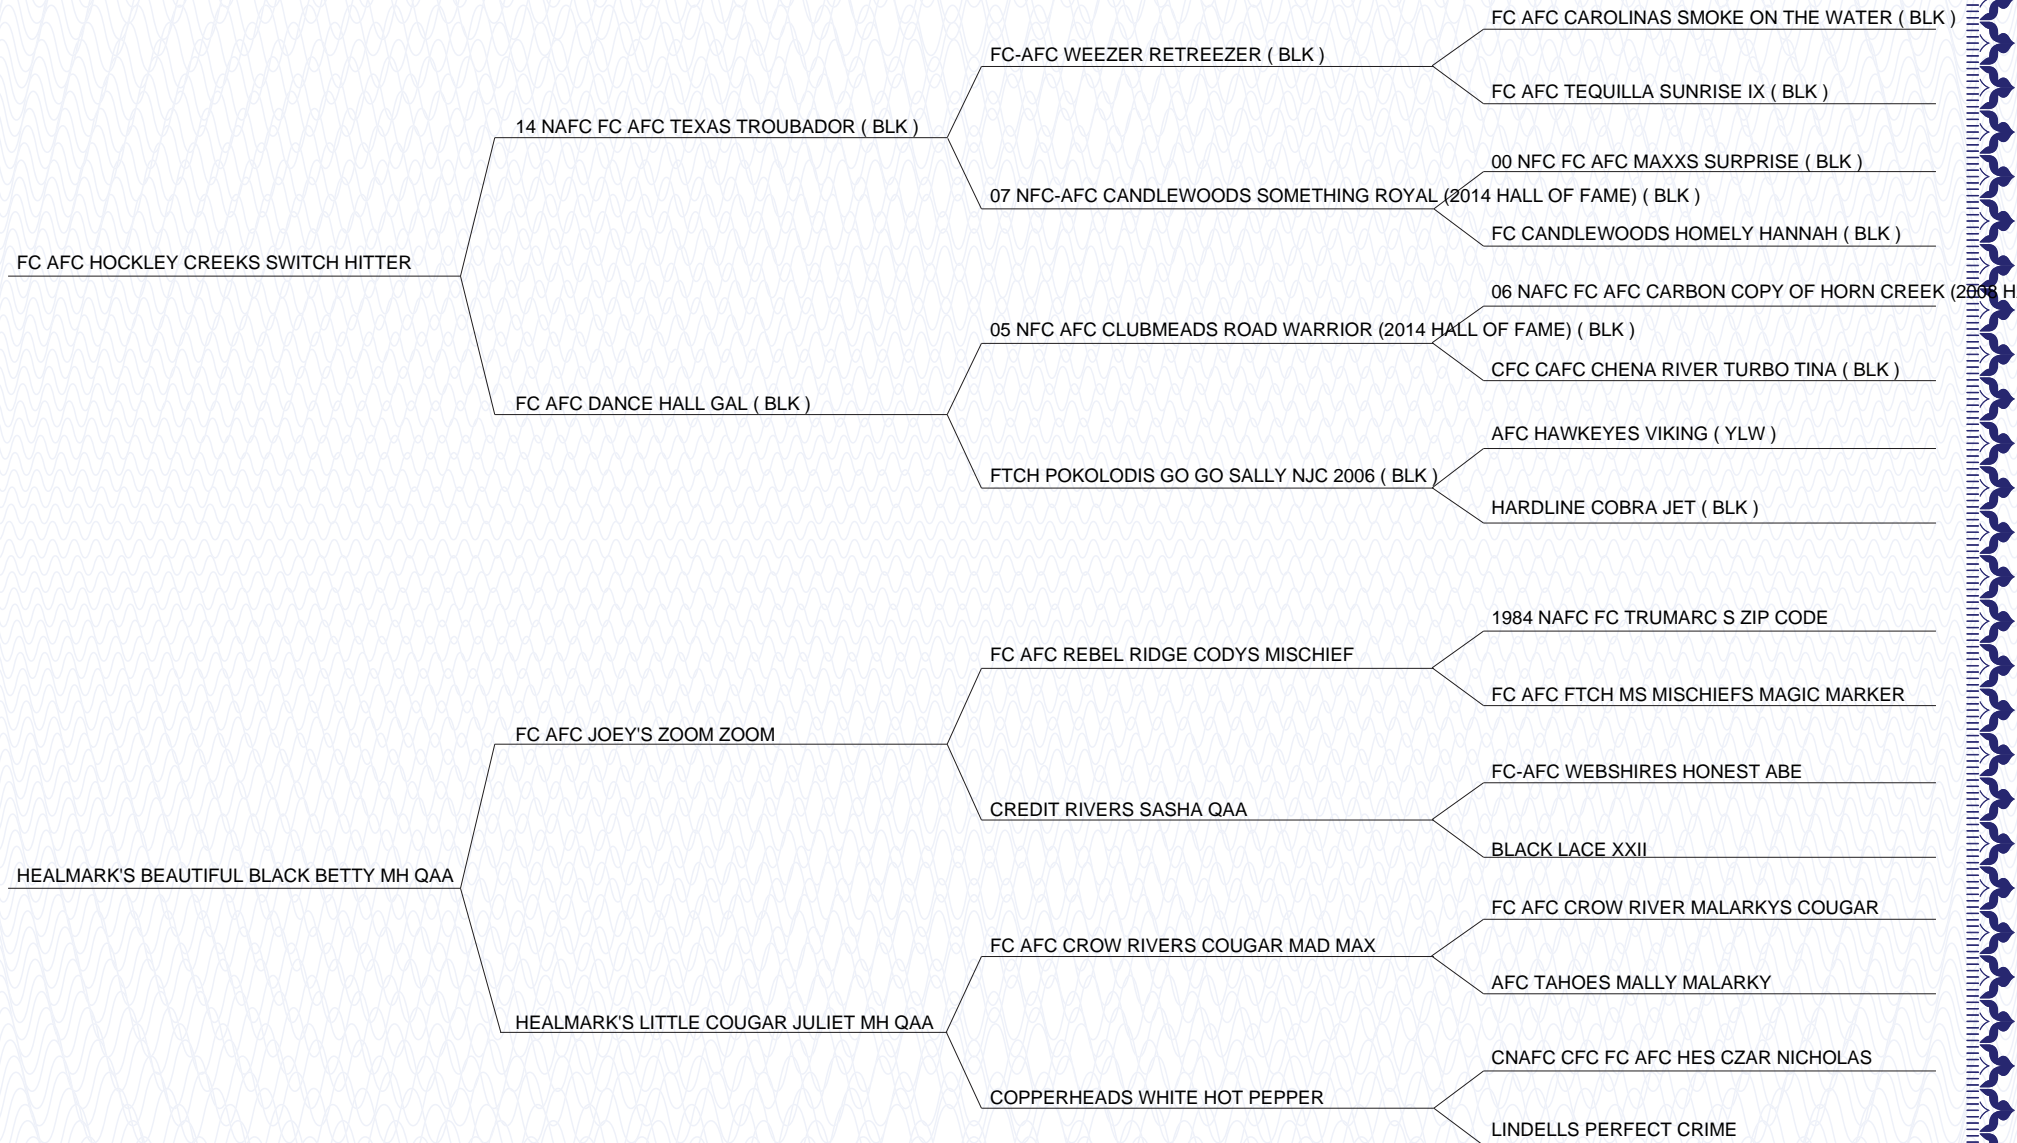 FC AFC CAROLINAS SMOKE ON THE WATER ( BLK )
FC-AFC WEEZER RETREEZER ( BLK )
FC AFC TEQUILLA SUNRISE IX ( BLK )
14 NAFC FC AFC TEXAS TROUBADOR ( BLK )
00 NFC FC AFC MAXXS SURPRISE ( BLK )
07 NFC-AFC CANDLEWOODS SOMETHING ROYAL (2014 HALL OF FAME) ( BLK )
FC CANDLEWOODS HOMELY HANNAH ( BLK )
FC AFC HOCKLEY CREEKS SWITCH HITTER
06 NAFC FC AFC CARBON COPY OF HORN CREEK (2008 H
05 NFC AFC CLUBMEADS ROAD WARRIOR (2014 HALL OF FAME) ( BLK )
CFC CAFC CHENA RIVER TURBO TINA ( BLK )
FC AFC DANCE HALL GAL ( BLK )
AFC HAWKEYES VIKING ( YLW )
FTCH POKOLODIS GO GO SALLY NJC 2006 ( BLK )
HARDLINE COBRA JET ( BLK )
1984 NAFC FC TRUMARC S ZIP CODE
FC AFC REBEL RIDGE CODYS MISCHIEF
FC AFC FTCH MS MISCHIEFS MAGIC MARKER
FC AFC JOEY'S ZOOM ZOOM
FC-AFC WEBSHIRES HONEST ABE
CREDIT RIVERS SASHA QAA
BLACK LACE XXII
HEALMARK'S BEAUTIFUL BLACK BETTY MH QAA
FC AFC CROW RIVER MALARKYS COUGAR
FC AFC CROW RIVERS COUGAR MAD MAX
AFC TAHOES MALLY MALARKY
HEALMARK'S LITTLE COUGAR JULIET MH QAA
CNAFC CFC FC AFC HES CZAR NICHOLAS
COPPERHEADS WHITE HOT PEPPER
LINDELLS PERFECT CRIME